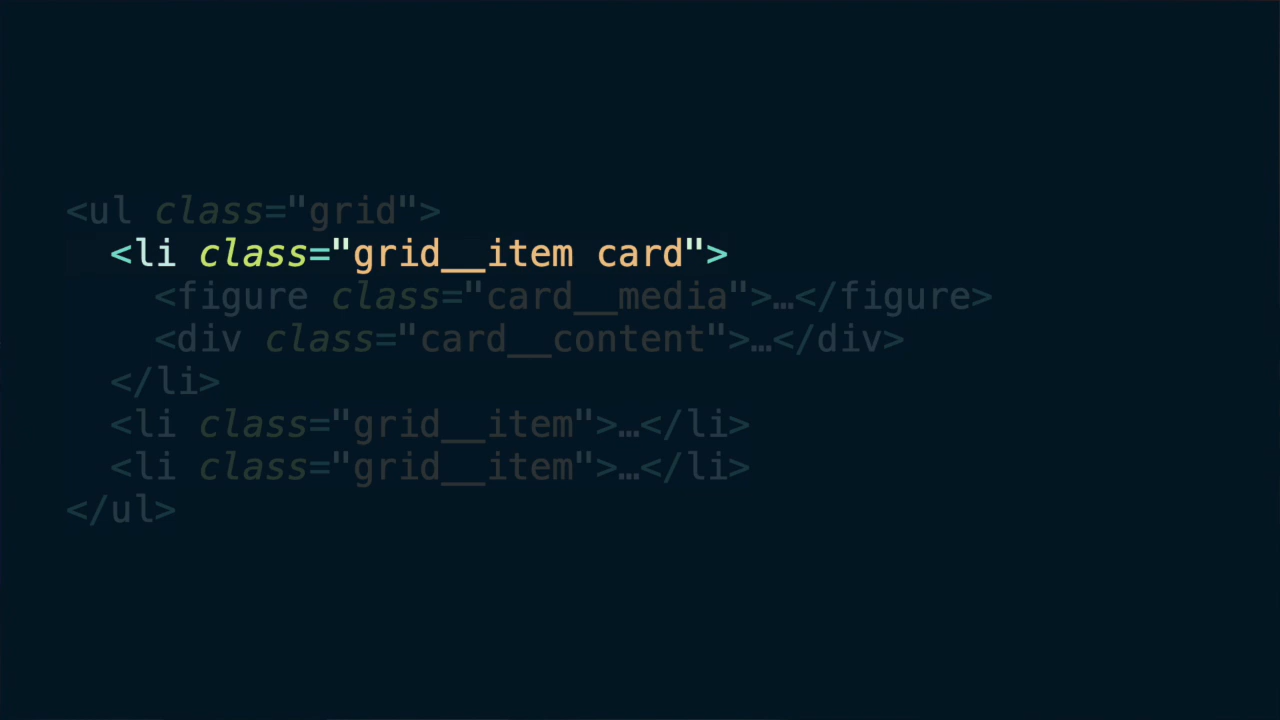 <ul class="grid">
<li class="grid__item card">
<figure class="card__media">…</figure>
<div class="card__content">…</div>
</li>
<li class="grid__item">…</li>
<li class="grid__item">…</li>
</ul>